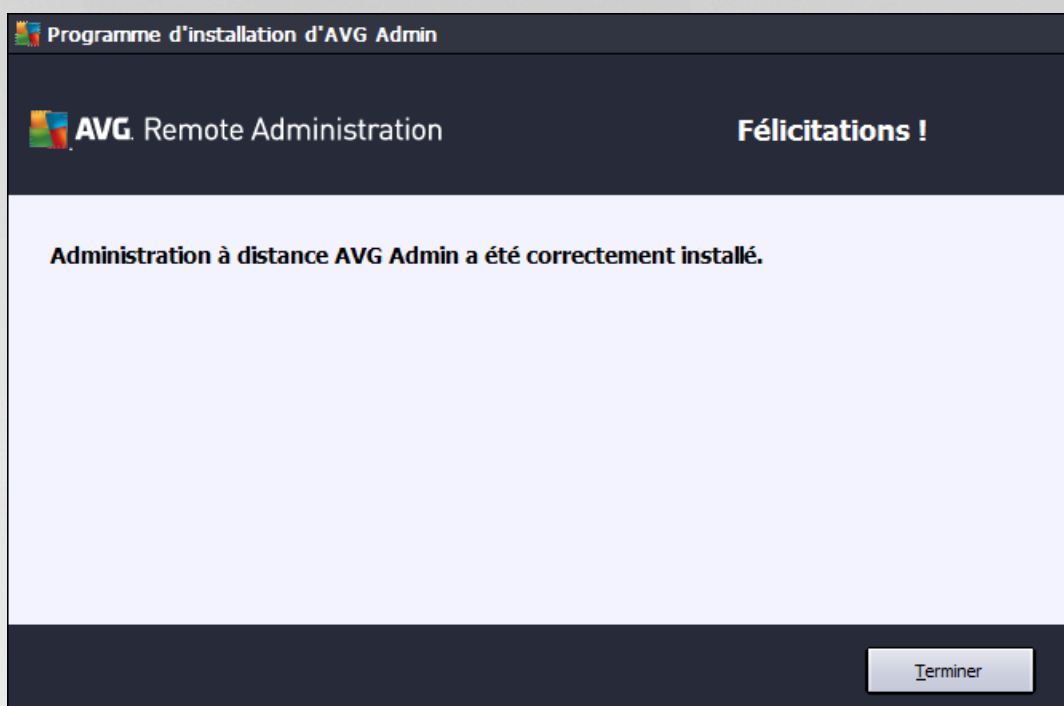 Programme d'installation d'AVG Admin
AVG. Remote Administration
Félicitations !
Administration à distance AVG Admin a été correctement installé.
Terminer